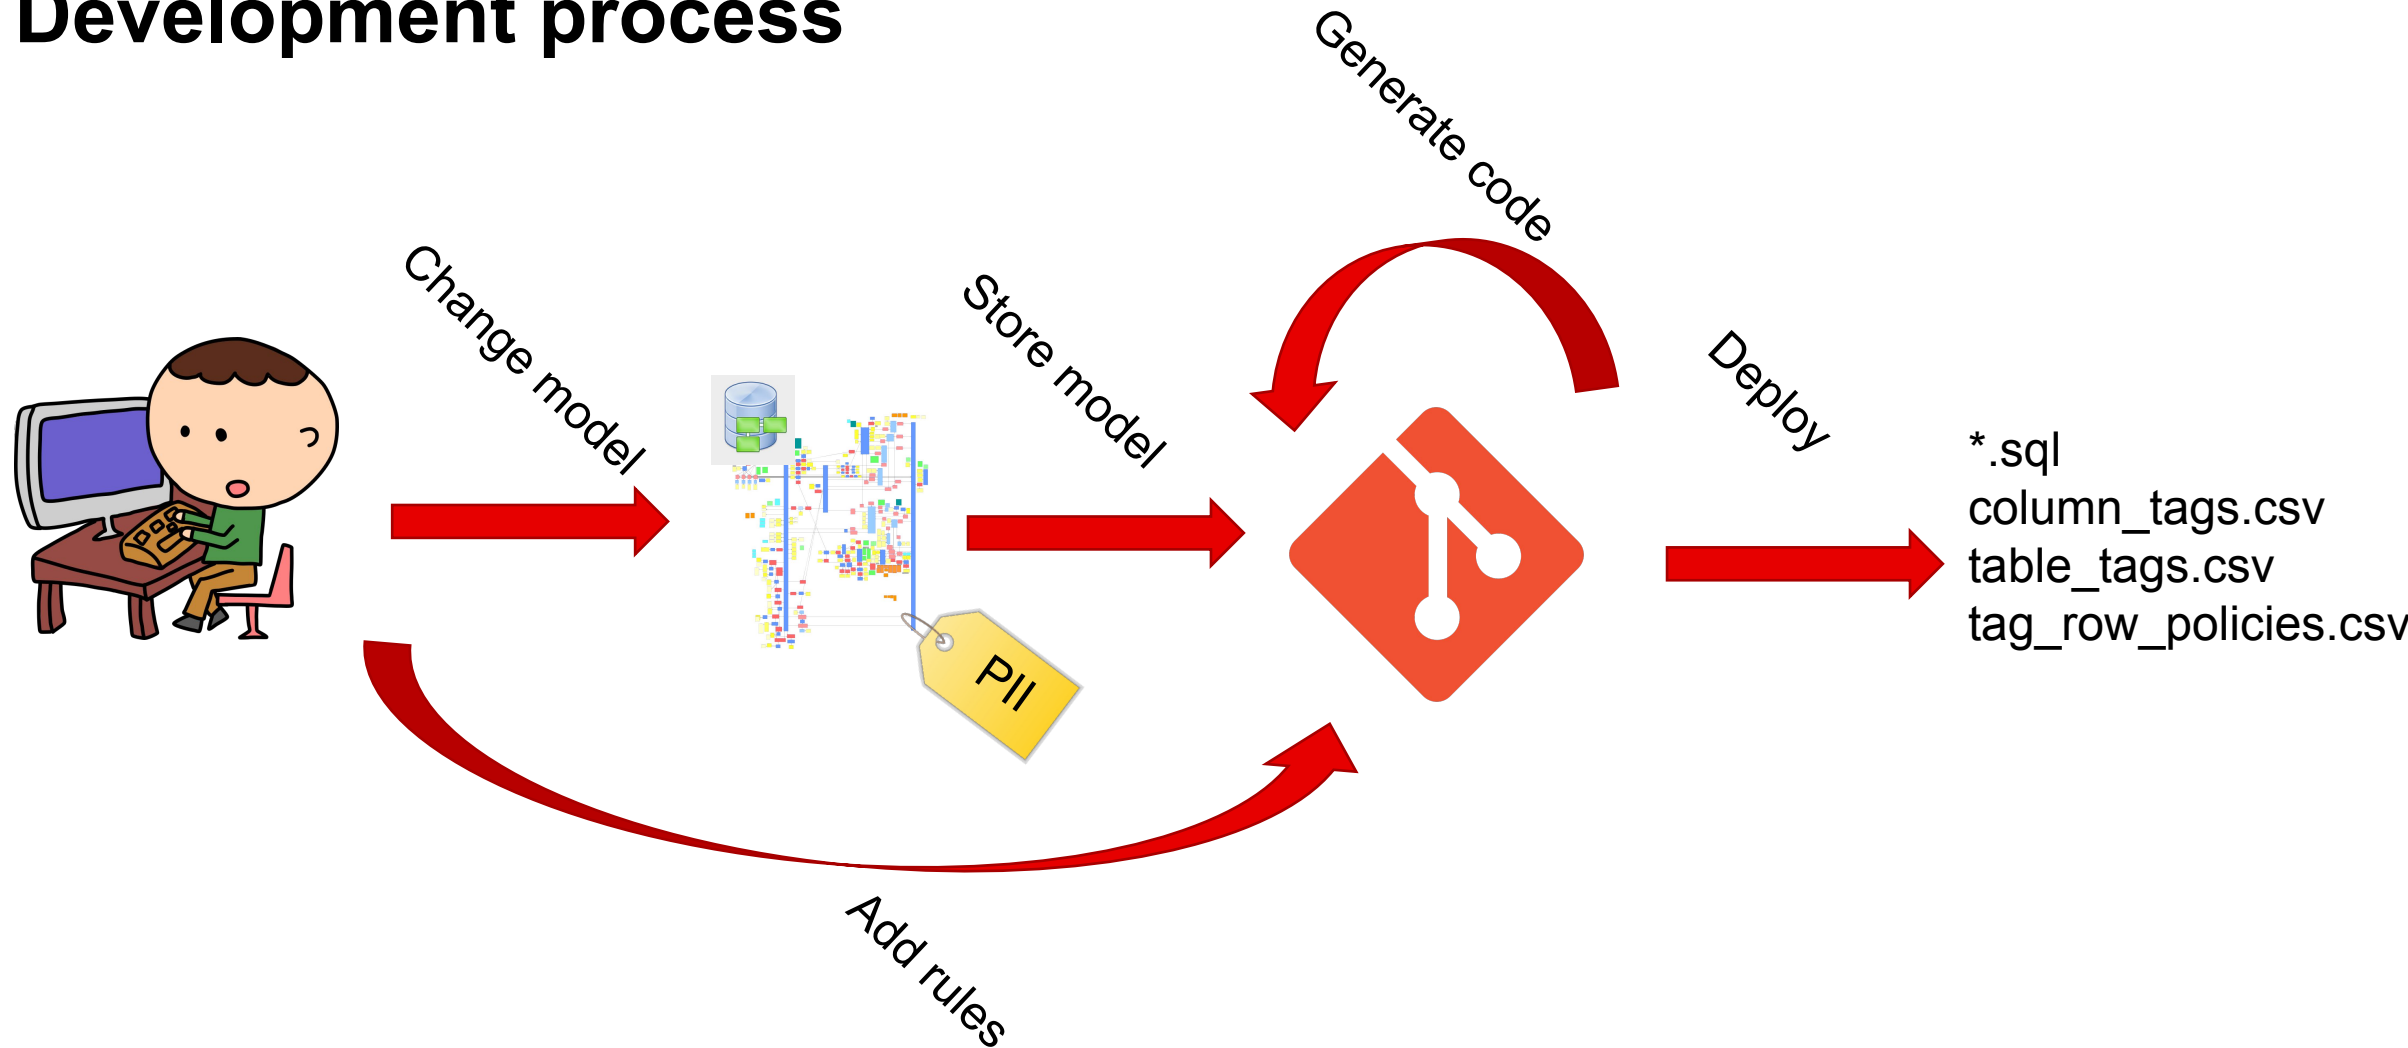 Development process
Generate code
Change model
Store model
Deploy
*.sql
column_tags.csv
table_tags.csv
tag_row_policies.csv
PII
Add rules